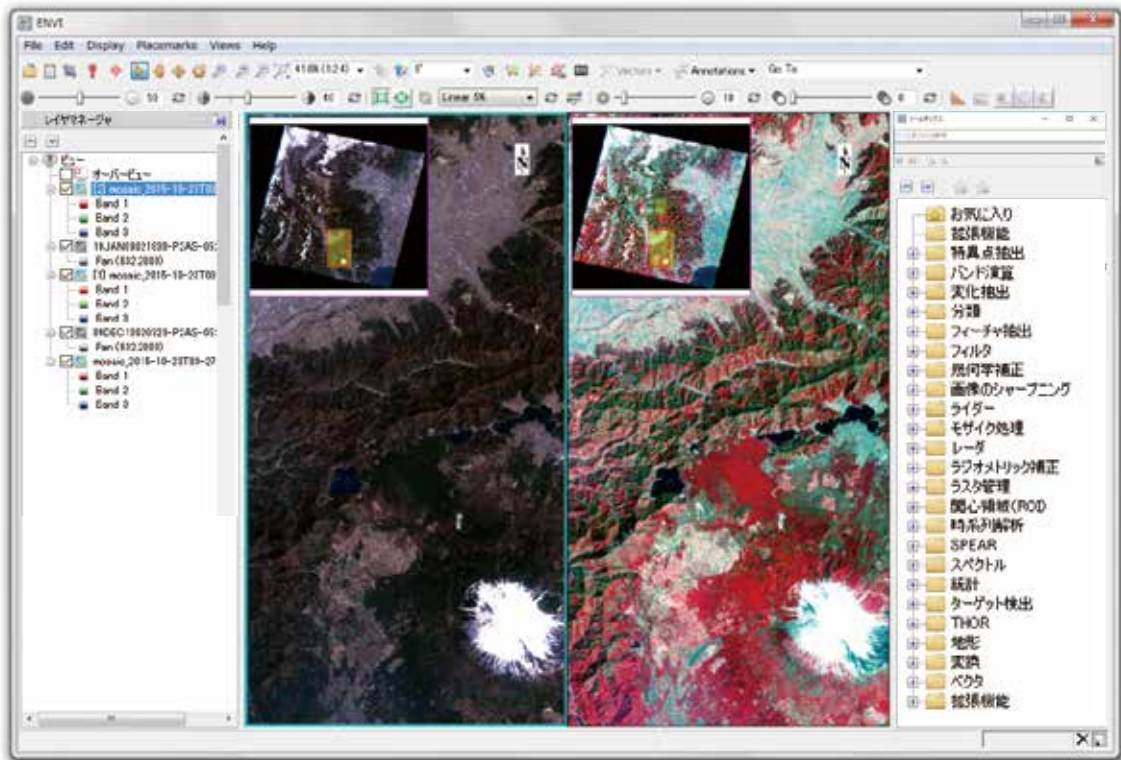 ENVI
File Edit Display Placemarks Views Help
Vectors Annotations Go To
50 Linear 5% 10 0
レイヤマネージャ
ビュー
オーバービュー
Band 1
Band 2
Band 3
Band 1
Band 2
Band 3
Band 1
Band 2
Band 3
N
N
お気に入り
拡張機能
特異点抽出
バンド演算
変化抽出
分類
フィーチャ抽出
フィルタ
幾何学補正
画像のシャープニング
ライダー
モザイク処理
レーダ
ラジオメトリック補正
ラスタ管理
関心領域(ROI)
時系列解析
SPEAR
スペクトル
統計
ターゲット検出
THOR
地形
変換
ベクタ
拡張機能